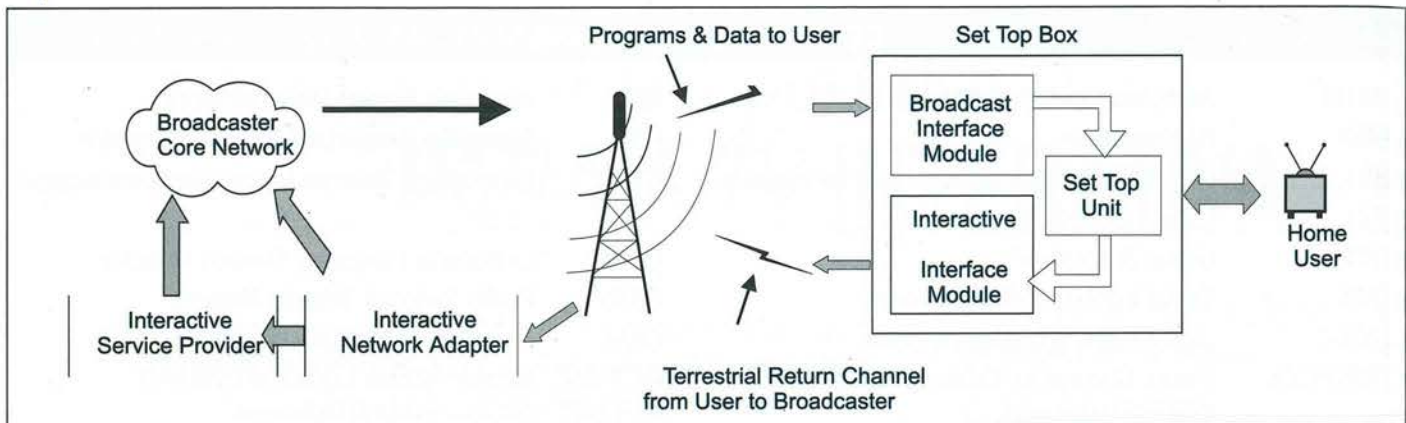 Programs & Data to User
Set Top Box
Broadcaster
Core Network
Broadcast
Interface
Module
Set Top
Unit
Interactive
Interface
Module
Home
User
Interactive
Service Provider
Interactive
Network Adapter
Terrestrial Return Channel
from User to Broadcaster